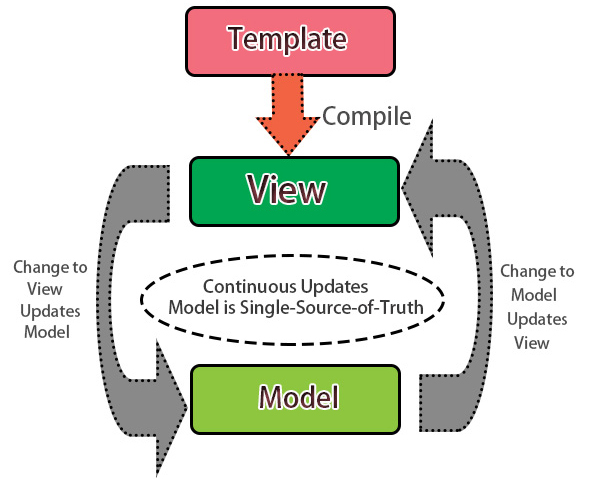 Template
Compile
View
Change to
View
Updates
Model
Continuous Updates
Model is Single-Source-of-Truth
Change to
Model
Updates
View
Model